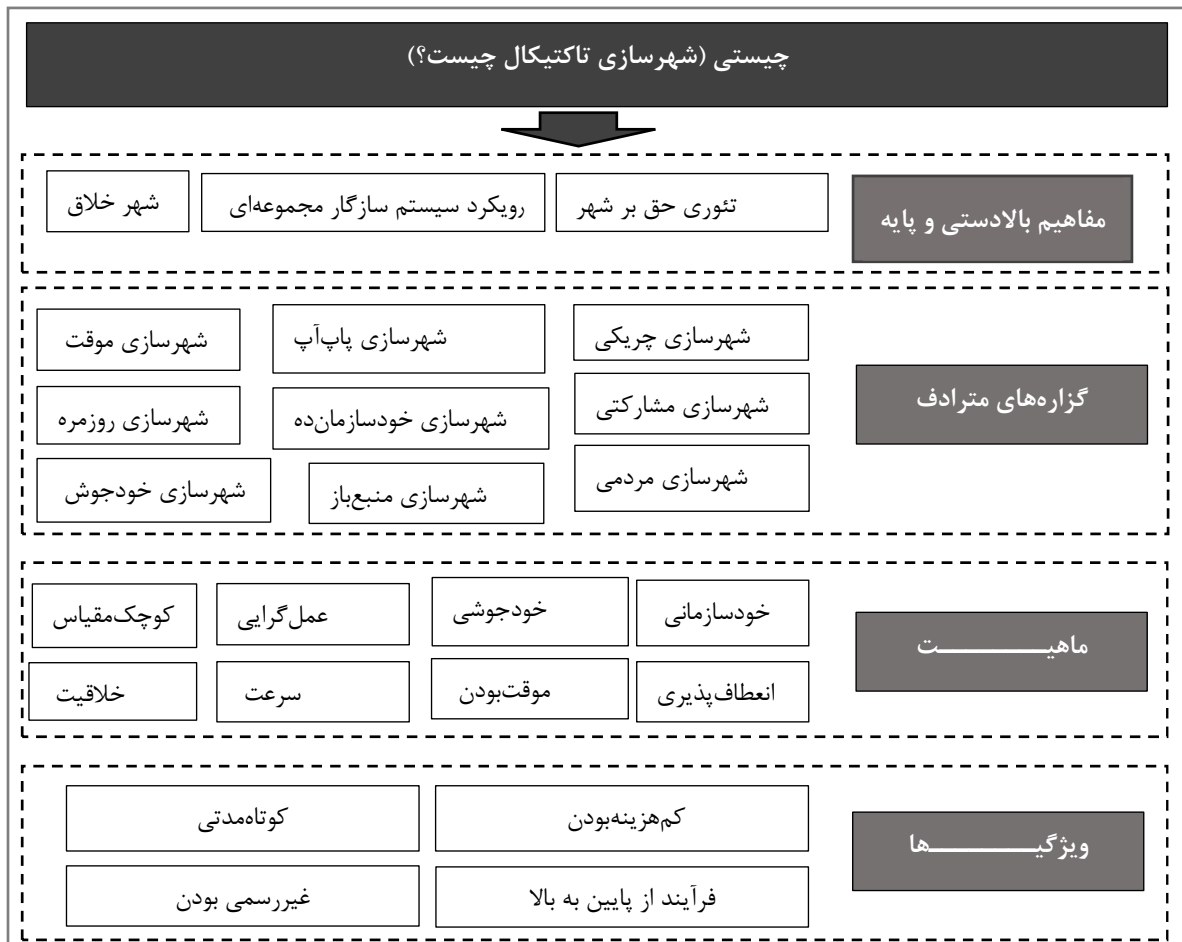 چیستی (شهرسازی تاکتیکال چیست؟)
مفاهیم بالادستی و پایه
تئوری حق بر شهر
رویکرد سیستم سازگار مجموعه‌ای
شهر خلاق
گزاره‌های مترادف
شهرسازی چریکی
شهرسازی پاپ‌آپ
شهرسازی موقت
شهرسازی مشارکتی
شهرسازی خودسازمان‌ده
شهرسازی روزمره
شهرسازی مردمی
شهرسازی منبع‌باز
شهرسازی خودجوش
ماهیـــــــــــــت
خودسازمانی
خودجوشی
عمل‌گرایی
کوچک‌مقیاس
انعطاف‌پذیری
موقت‌بودن
سرعت
خلاقیت
ویژگیـــــــــــــها
کم‌هزینه‌بودن
کوتاه‌مدتی
فرآیند از پایین به بالا
غیررسمی بودن